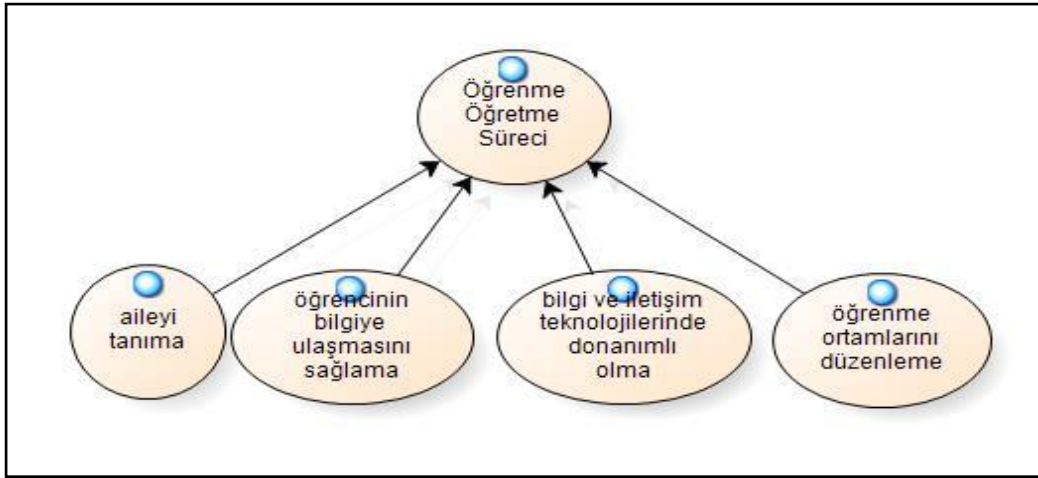 Öğrenme
Öğretme
Süreci
aileyi
tanıma
öğrencinin
bilgiye
ulaşmasını
sağlama
bilgi ve iletişim
teknolojilerinde
donanımlı
olma
öğrenme
ortamlarını
düzenleme